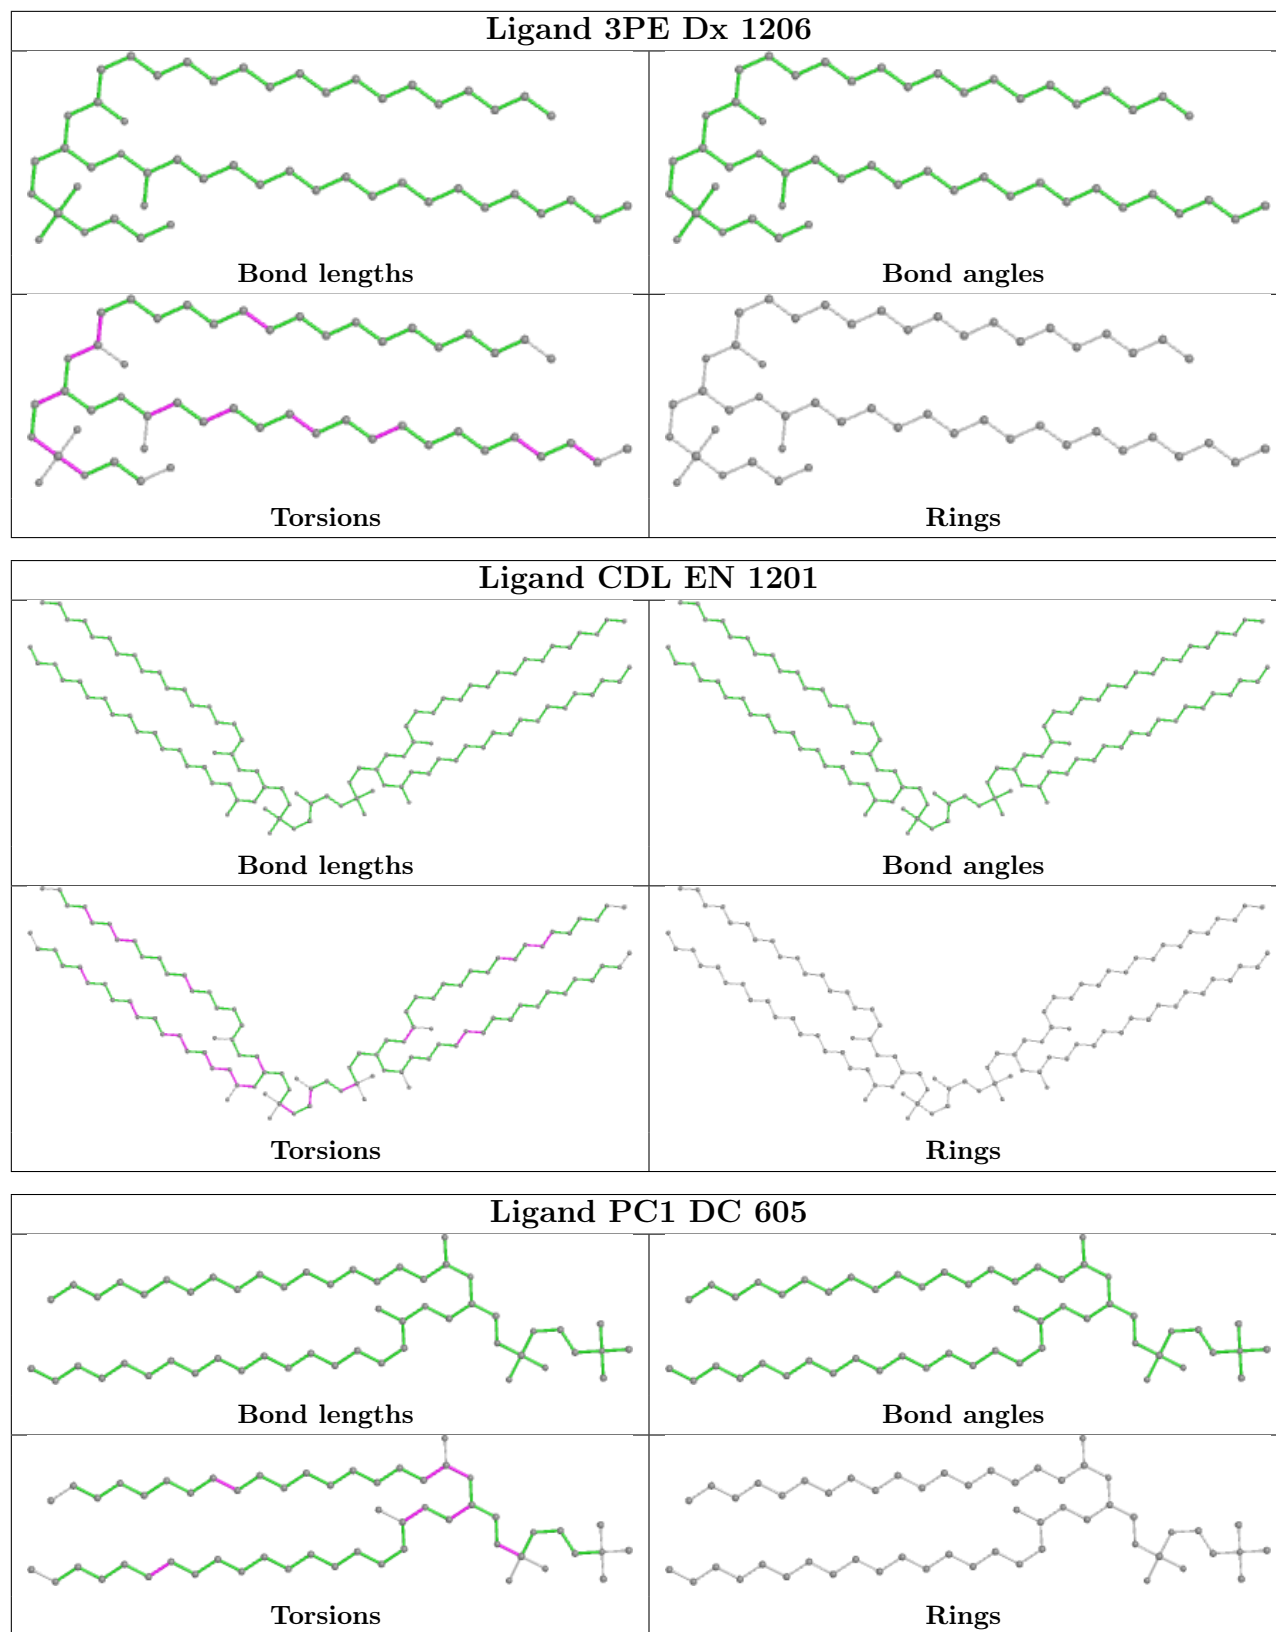 Ligand 3PE Dx 1206
Bond lengths
Bond angles
Torsions
Rings
Ligand CDL EN 1201
Bond lengths
Bond angles
Torsions
Rings
Ligand PC1 DC 605
Bond lengths
Bond angles
Torsions
Rings